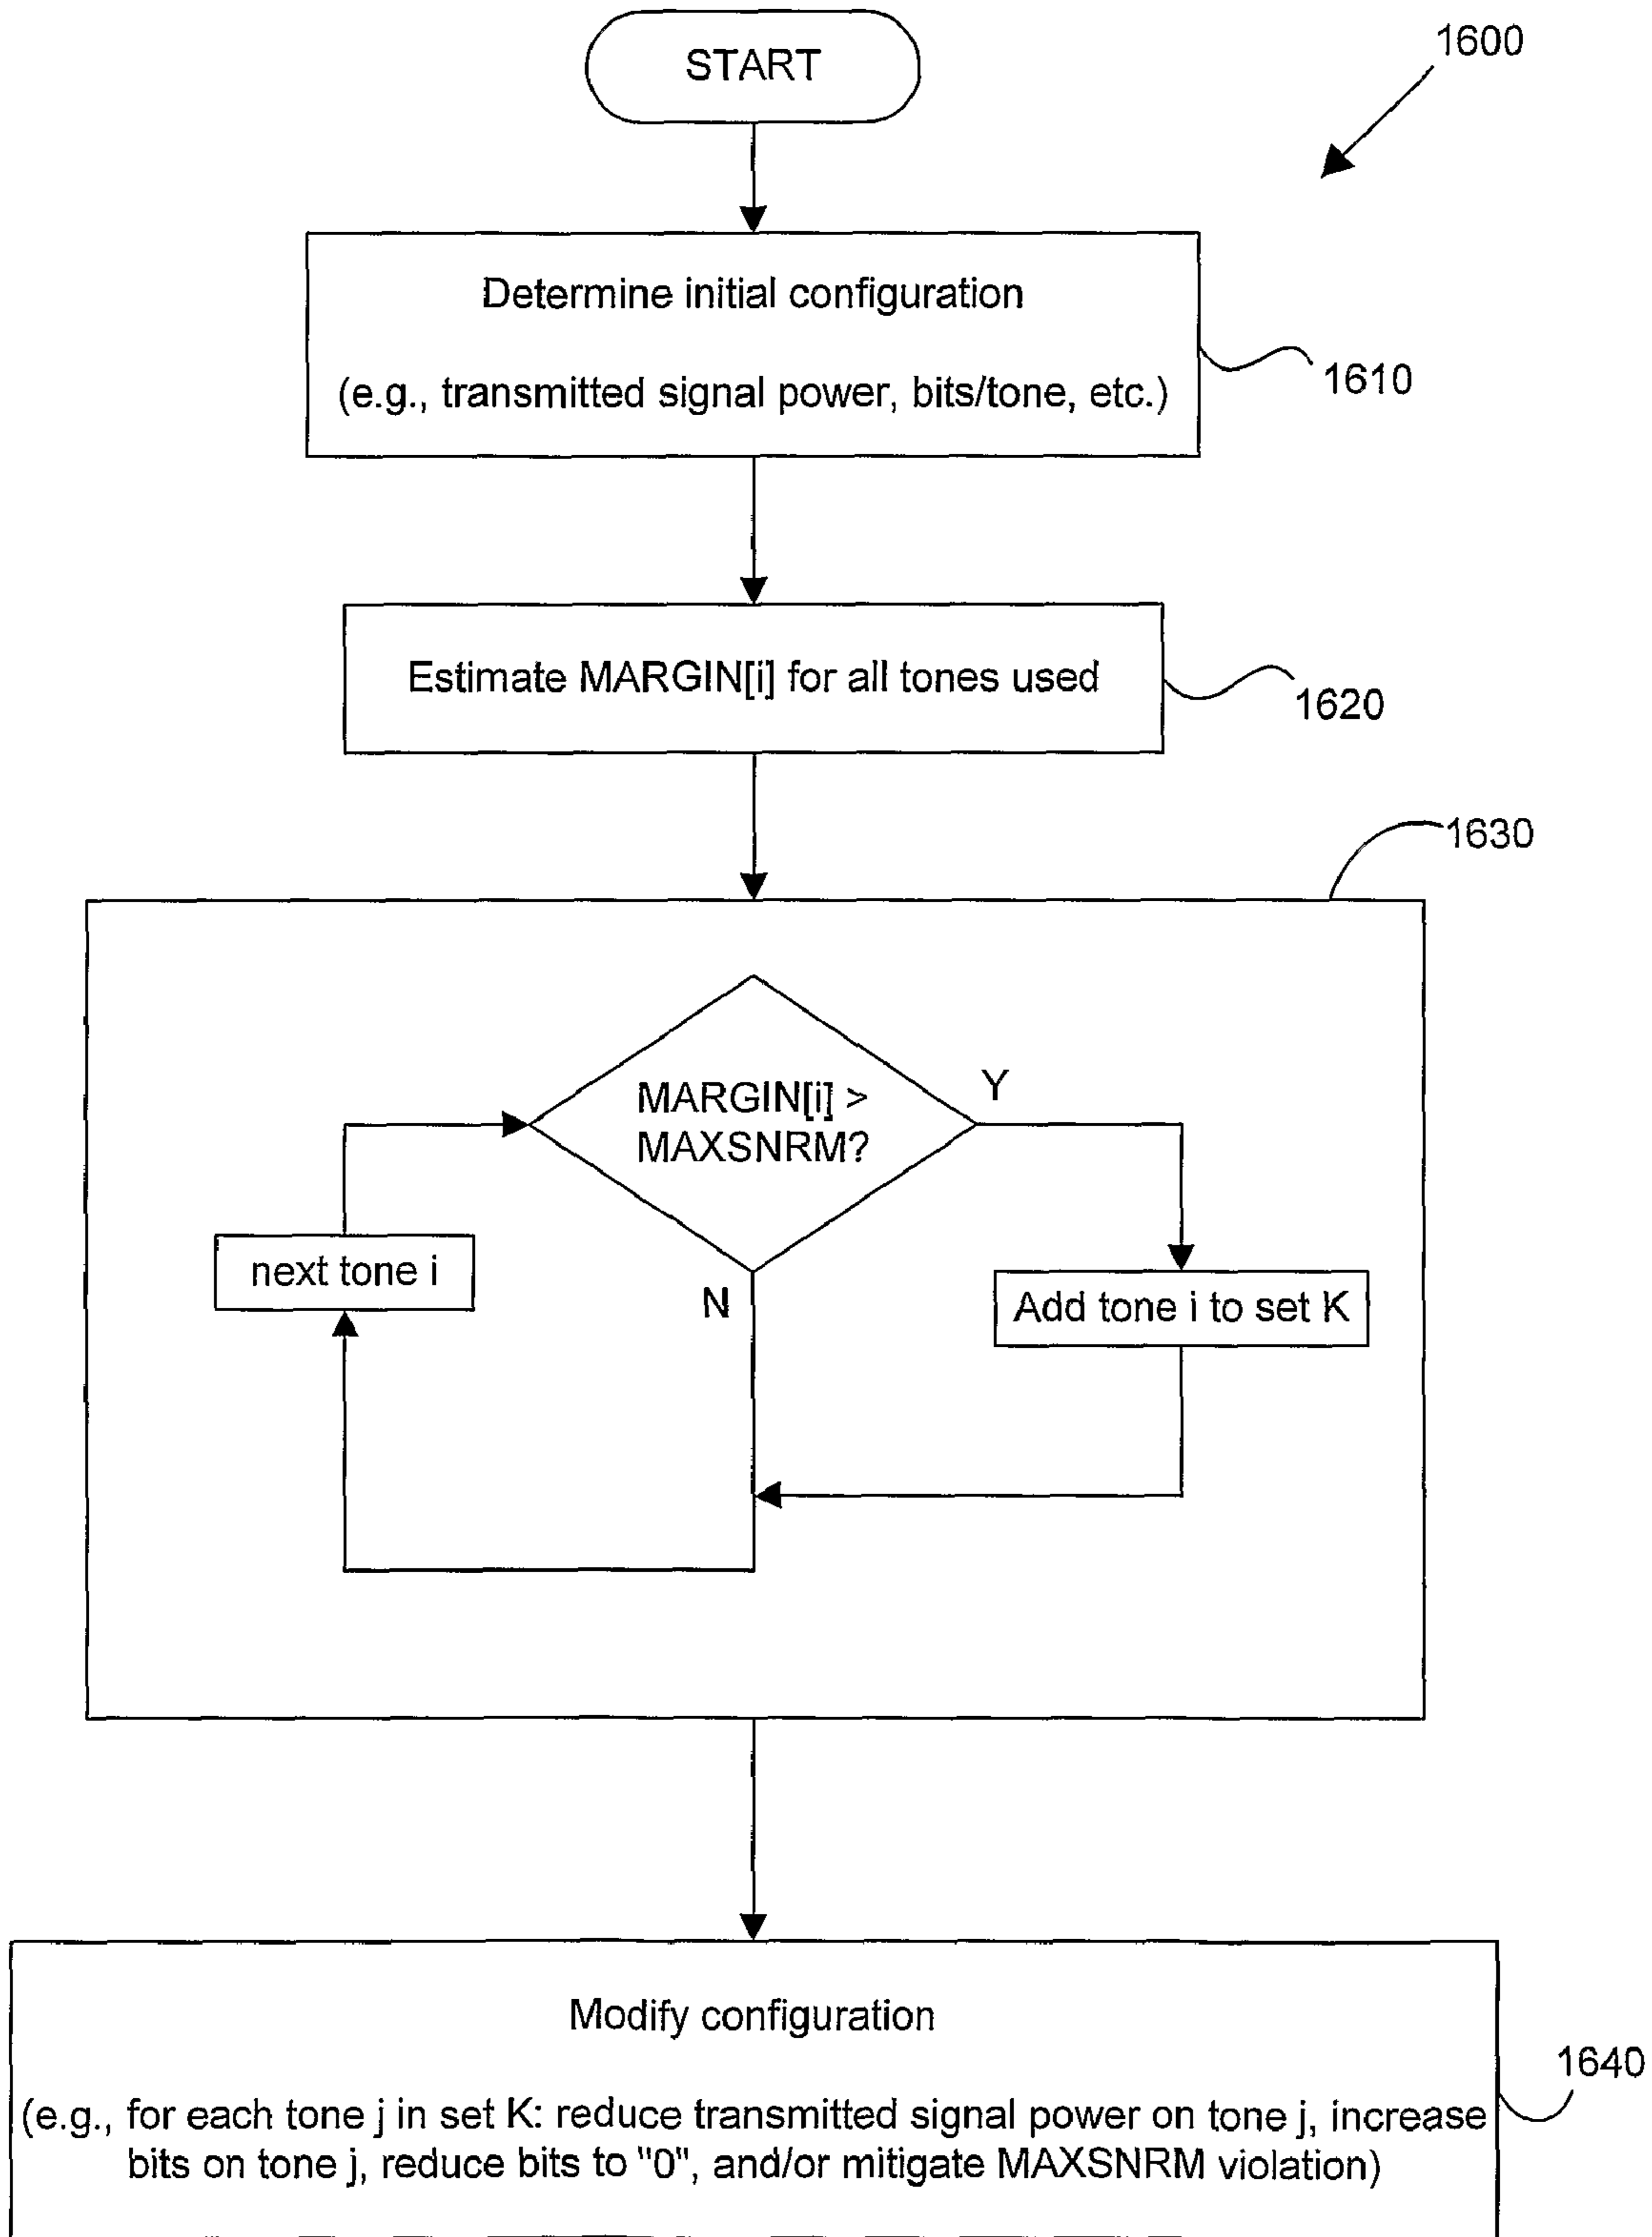 START
1600
Determine initial configuration
(e.g., transmitted signal power, bits/tone, etc.)
1610
Estimate MARGIN[i] for all tones used
1620
1630
MARGIN[i] >
MAXSNRM?
Y
next tone i
N
Add tone i to set K
Modify configuration
1640
(e.g., for each tone j in set K: reduce transmitted signal power on tone j, increase
bits on tone j, reduce bits to "0", and/or mitigate MAXSNRM violation)